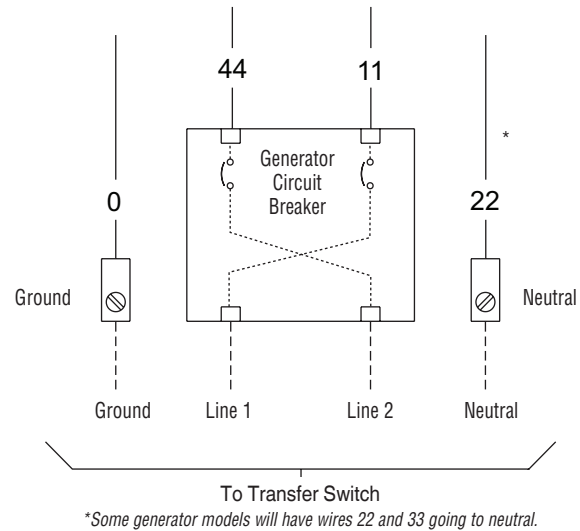 44
11
*
Generator
Circuit
Breaker
0
22
Ground
Neutral
Ground
Line 1
Line 2
Neutral
To Transfer Switch
*Some generator models will have wires 22 and 33 going to neutral.